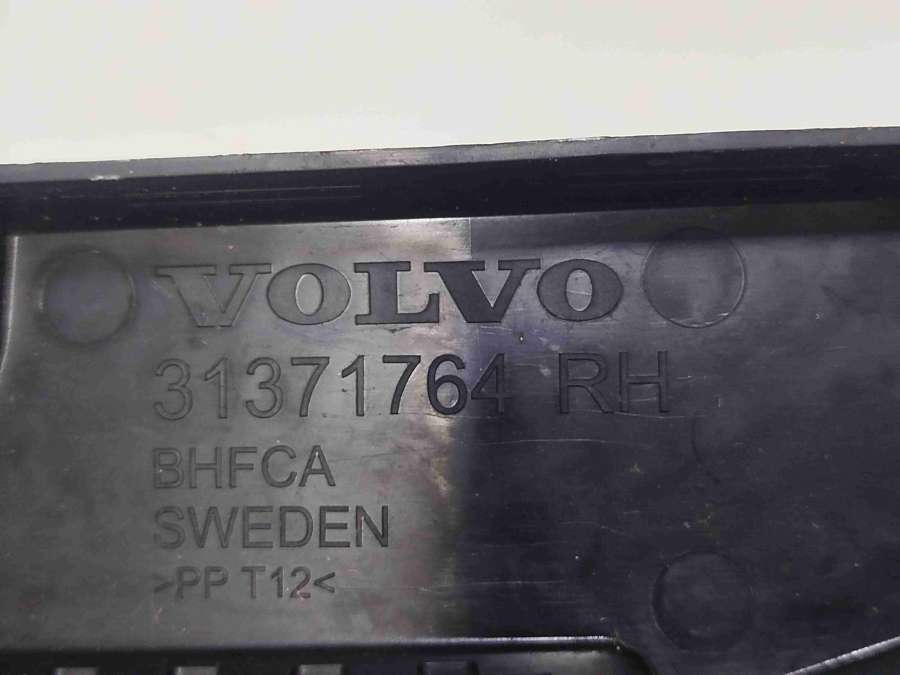 VOLVO
31371764 RH
BHFCA
SWEDEN
>PP T12<